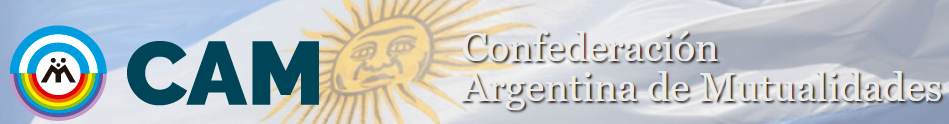 CAM
Confederación
Argentina de Mutualidades